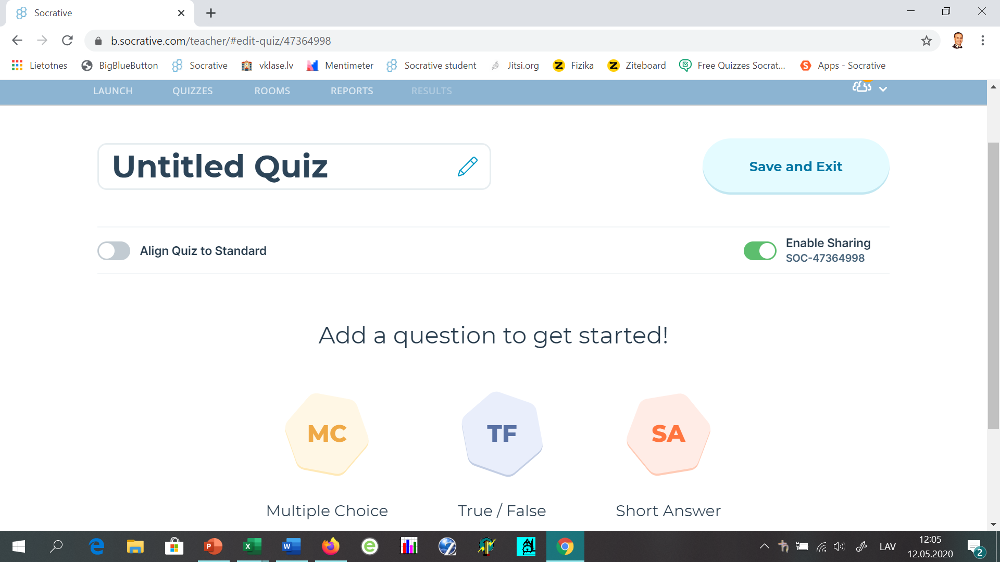 Socrative
b.socrative.com/teacher/#edit-quiz/47364998
Lietotnes BigBlueButton Socrative vklase.lv Mentimeter Socrative student Jitsi.org Fizika Ziteboard Free Quizzes Socrat... Apps - Socrative
LAUNCH QUIZZES ROOMS REPORTS RESULTS
Untitled Quiz
Save and Exit
Align Quiz to Standard
Enable Sharing
SOC-47364998
Add a question to get started!
MC TF SA
Multiple Choice True / False Short Answer
LAV
12:05
12.05.2020
2